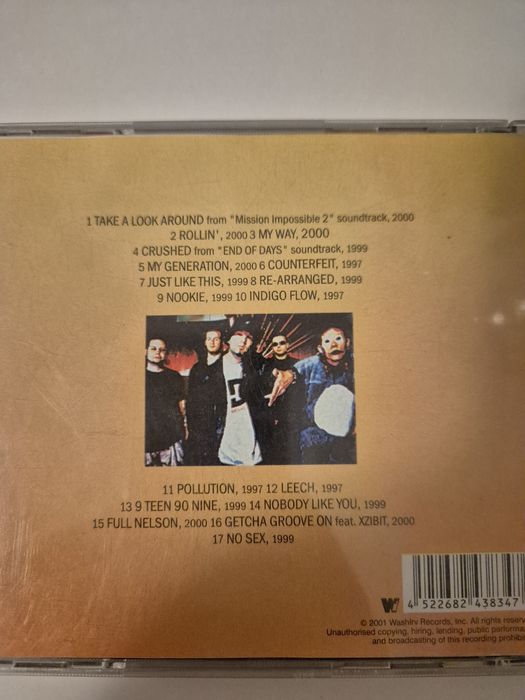 1 TAKE A LOOK AROUND from "Mission Impossible 2" soundtrack, 2000
2 ROLLIN', 2000 3 MY WAY, 2000
4 CRUSHED from "END OF DAYS" soundtrack, 1999
5 MY GENERATION, 2000 6 COUNTERFEIT, 1997
7 JUST LIKE THIS, 1999 8 RE-ARRANGED, 1999
9 NOOKIE, 1999 10 INDIGO FLOW, 1997
11 POLLUTION, 1997 12 LEECH, 1997
13 9 TEEN 90 NINE, 1999 14 NOBODY LIKE YOU, 1999
15 FULL NELSON, 2000 16 GETCHA GROOVE ON feat. XZIBIT, 2000
17 NO SEX, 1999
4 522682 438347
© 2001 Washlrv Records, Inc. All rights reserv
Unauthorised copying, hiring, lending, public performa
and broadcasting of this recording prohibi